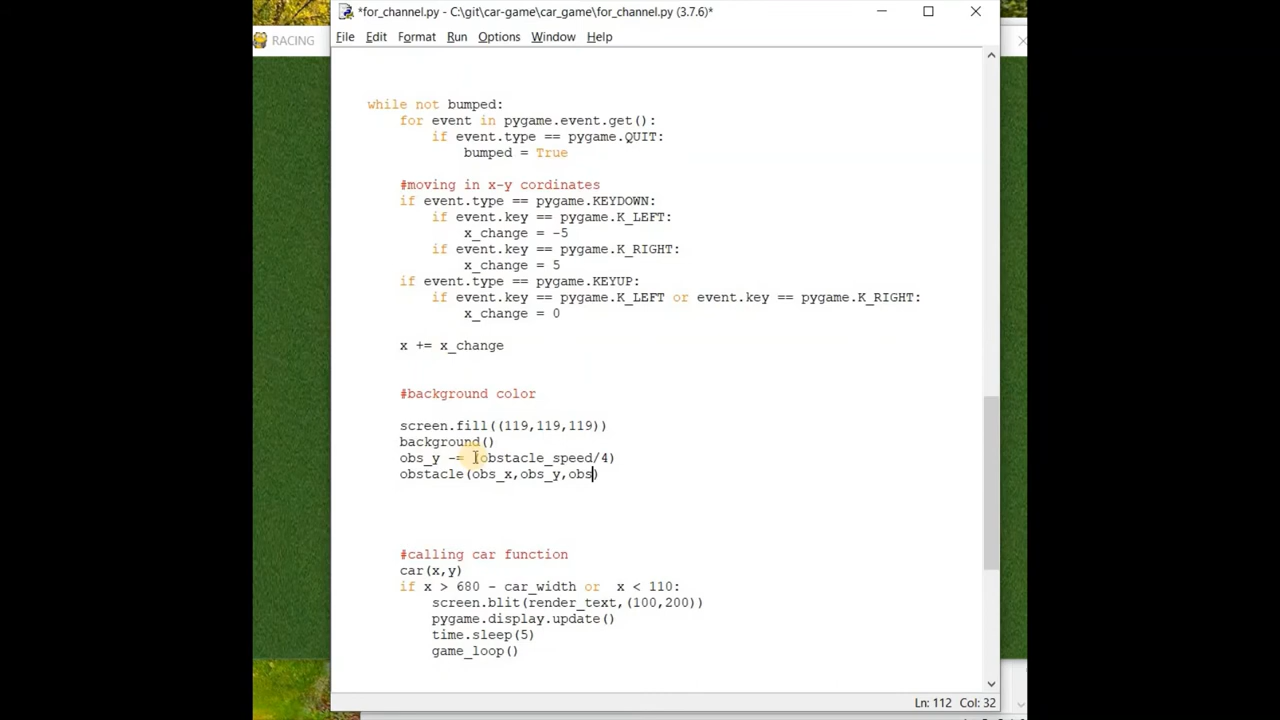 *for_channel.py - C:\git\car-game\car_game\for_channel.py (3.7.6)*
RACING
File Edit Format Run Options Window Help
while not bumped:
for event in pygame.event.get():
if event.type == pygame.QUIT:
bumped = True
#moving in x-y cordinates
if event.type == pygame.KEYDOWN:
if event.key == pygame.K_LEFT:
x_change = -5
if event.key == pygame.K_RIGHT:
x_change = 5
if event.type == pygame.KEYUP:
if event.key == pygame.K_LEFT or event.key == pygame.K_RIGHT:
x_change = 0
x += x_change
#background color
screen.fill((119,119,119))
background()
obs_y -= (obstacle_speed/4)
obstacle(obs_x,obs_y,obs)
#calling car function
car(x,y)
if x > 680 - car_width or x < 110:
screen.blit(render_text,(100,200))
pygame.display.update()
time.sleep(5)
game_loop()
Ln: 112 Col: 32